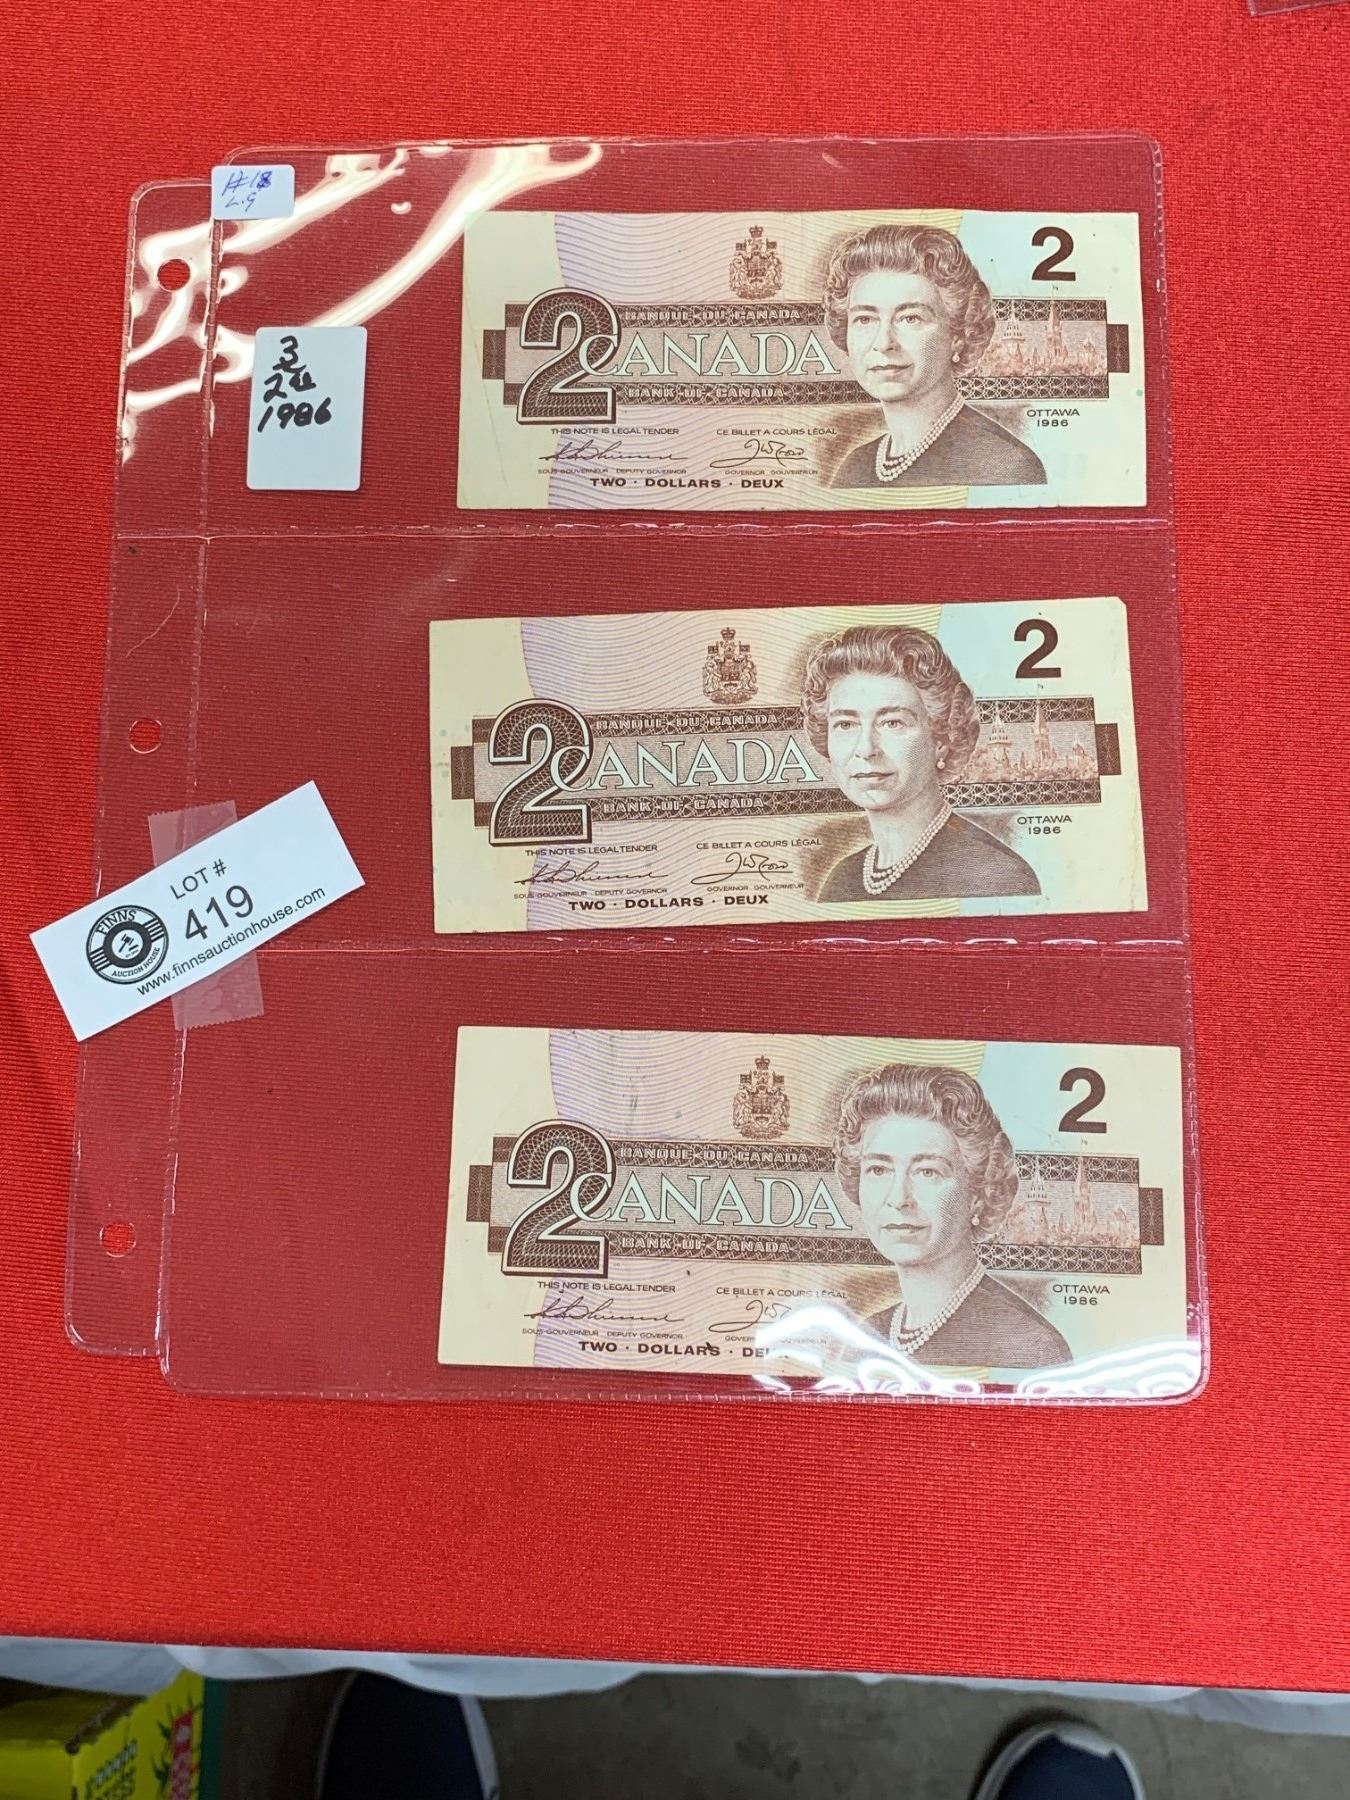 L.G
3
2
1986
2
BANQUE DU CANADA
2 CANADA
BANK OF CANADA
OTTAWA
1986
THIS NOTE IS LEGAL TENDER
CE BILLET A COURS LÉGAL
SOUS-GOUVERNEUR DEPUTY GOVERNOR
GOVERNOR GOUVERNEUR
TWO · DOLLARS · DEUX
2
BANQUE DU CANADA
2 CANADA
BANK OF CANADA
OTTAWA
1986
THIS NOTE IS LEGAL TENDER
CE BILLET A COURS LÉGAL
SOUS-GOUVERNEUR DEPUTY GOVERNOR
GOVERNOR GOUVERNEUR
TWO · DOLLARS · DEUX
LOT #
419
FINNS
AUCTION HOUSE
www.finnsauctionhouse.com
2
BANQUE DU CANADA
2 CANADA
BANK OF CANADA
OTTAWA
1986
THIS NOTE IS LEGAL TENDER
CE BILLET A COURS LÉGAL
SOUS-GOUVERNEUR DEPUTY GOVERNOR
TWO · DOLLARS ·